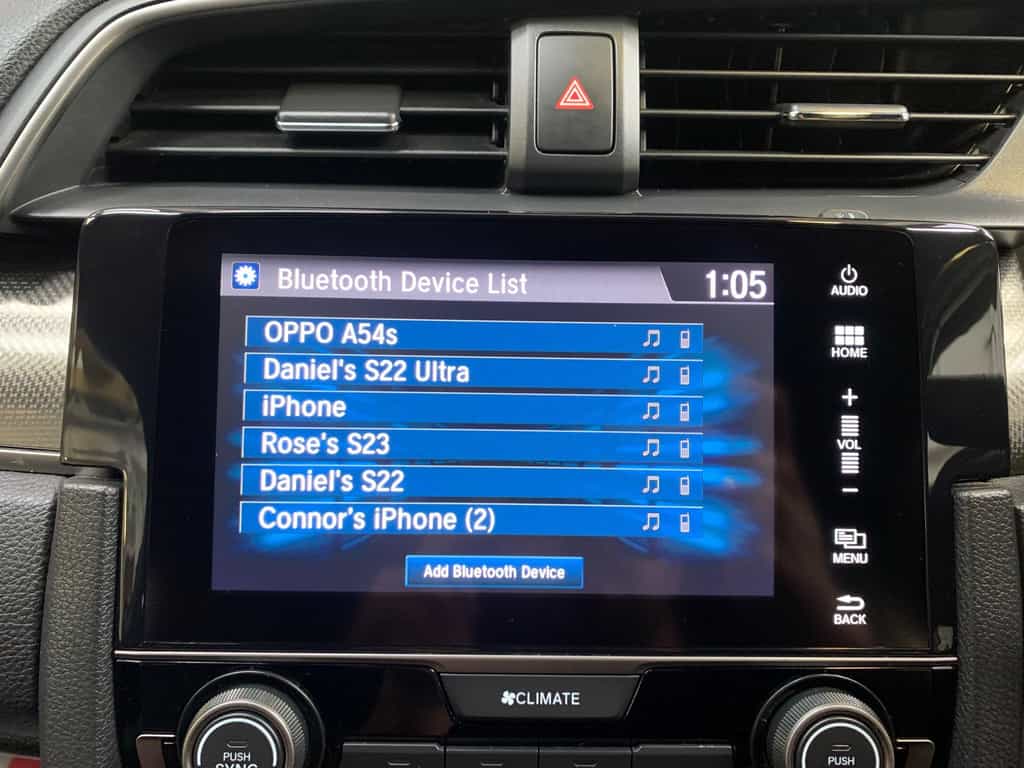 Bluetooth Device List 1:05
OPPO A54s
Daniel's S22 Ultra
iPhone
Rose's S23
Daniel's S22
Connor's iPhone (2)
Add Bluetooth Device
AUDIO
HOME
+
VOL
−
MENU
BACK
CLIMATE
PUSH
SYNC
PUSH